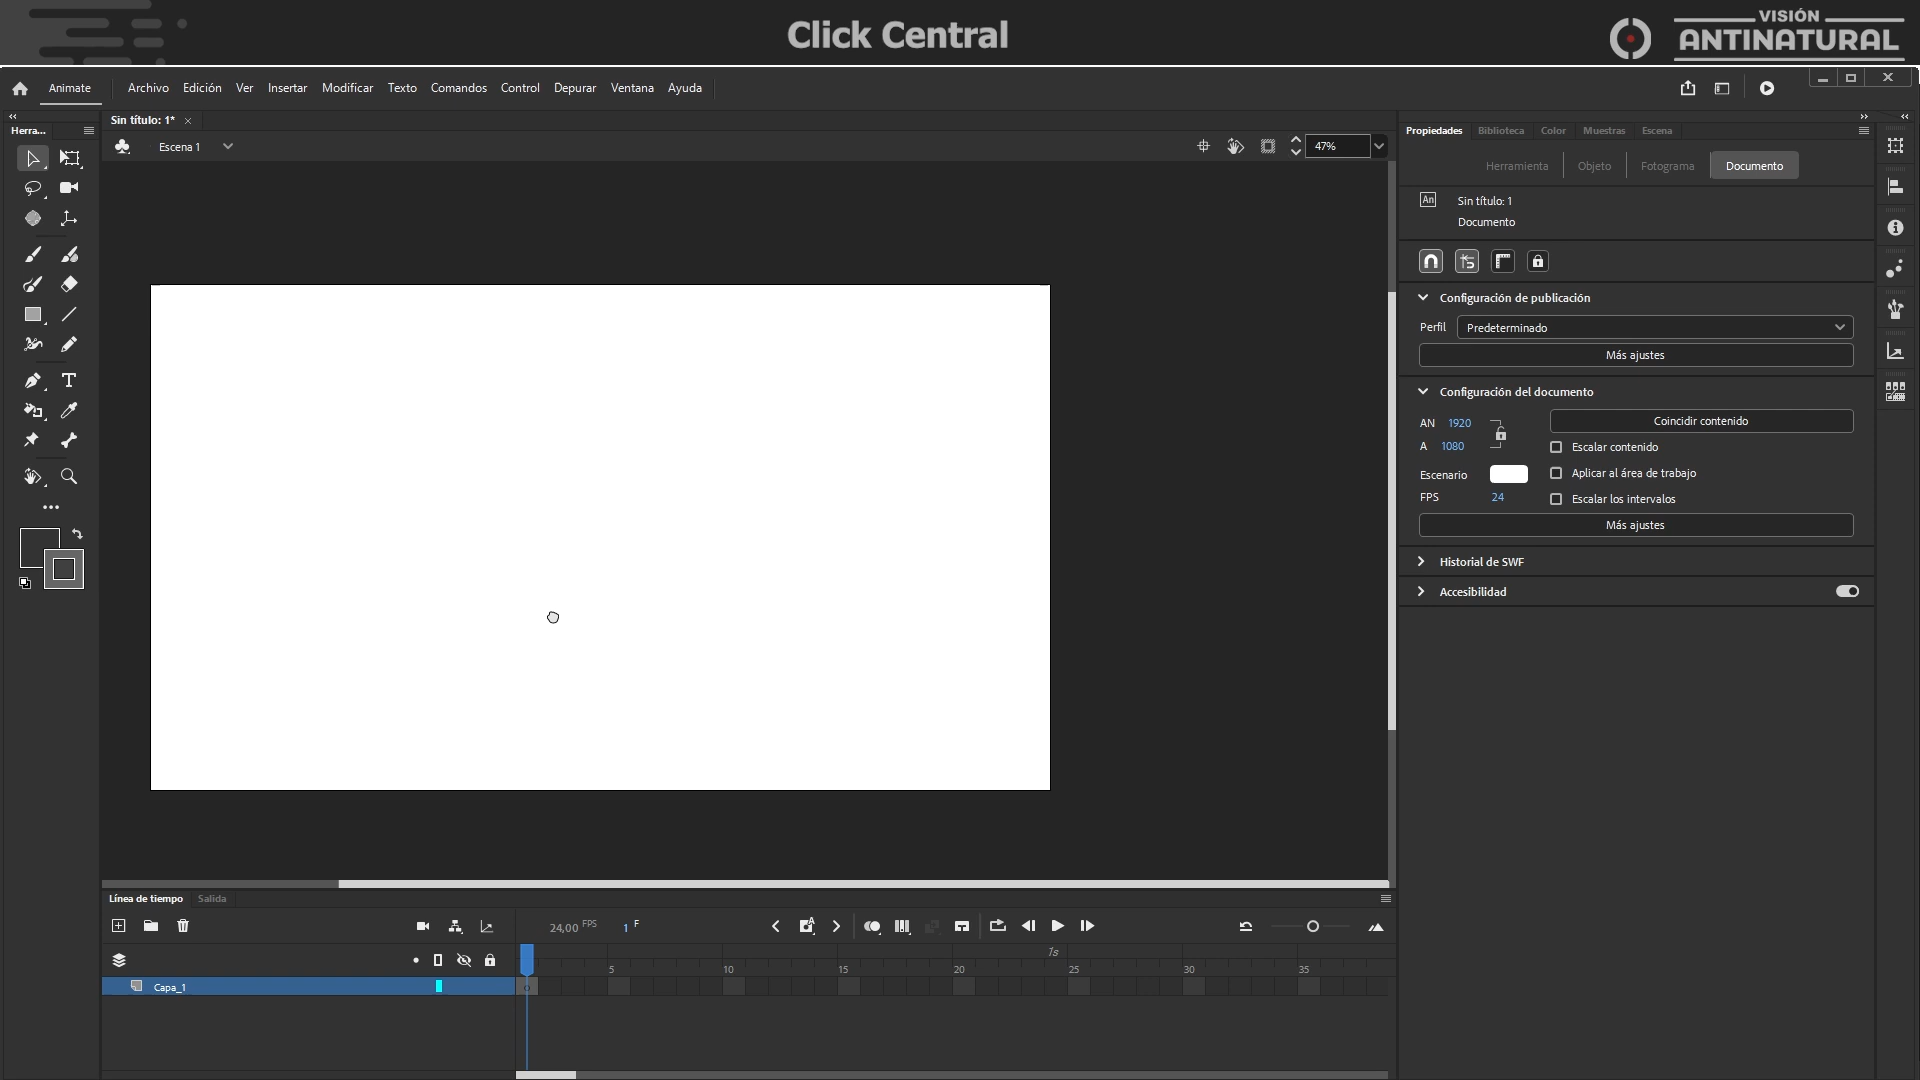 Click Central
VISIÓN
ANTINATURAL
Animate
Archivo Edición Ver Insertar Modificar Texto Comandos Control Depurar Ventana Ayuda
Herra...
Sin título: 1*
Escena 1
47%
Propiedades Biblioteca Color Muestras Escena
Herramienta Objeto Fotograma Documento
An
Sin título: 1
Documento
Configuración de publicación
Perfil Predeterminado
Más ajustes
Configuración del documento
AN 1920
Coincidir contenido
A 1080
Escalar contenido
Escenario
Aplicar al área de trabajo
FPS 24
Escalar los intervalos
Más ajustes
Historial de SWF
Accesibilidad
T
Línea de tiempo Salida
24,00 FPS 1 F
1s
5 10 15 20 25 30 35
Capa_1